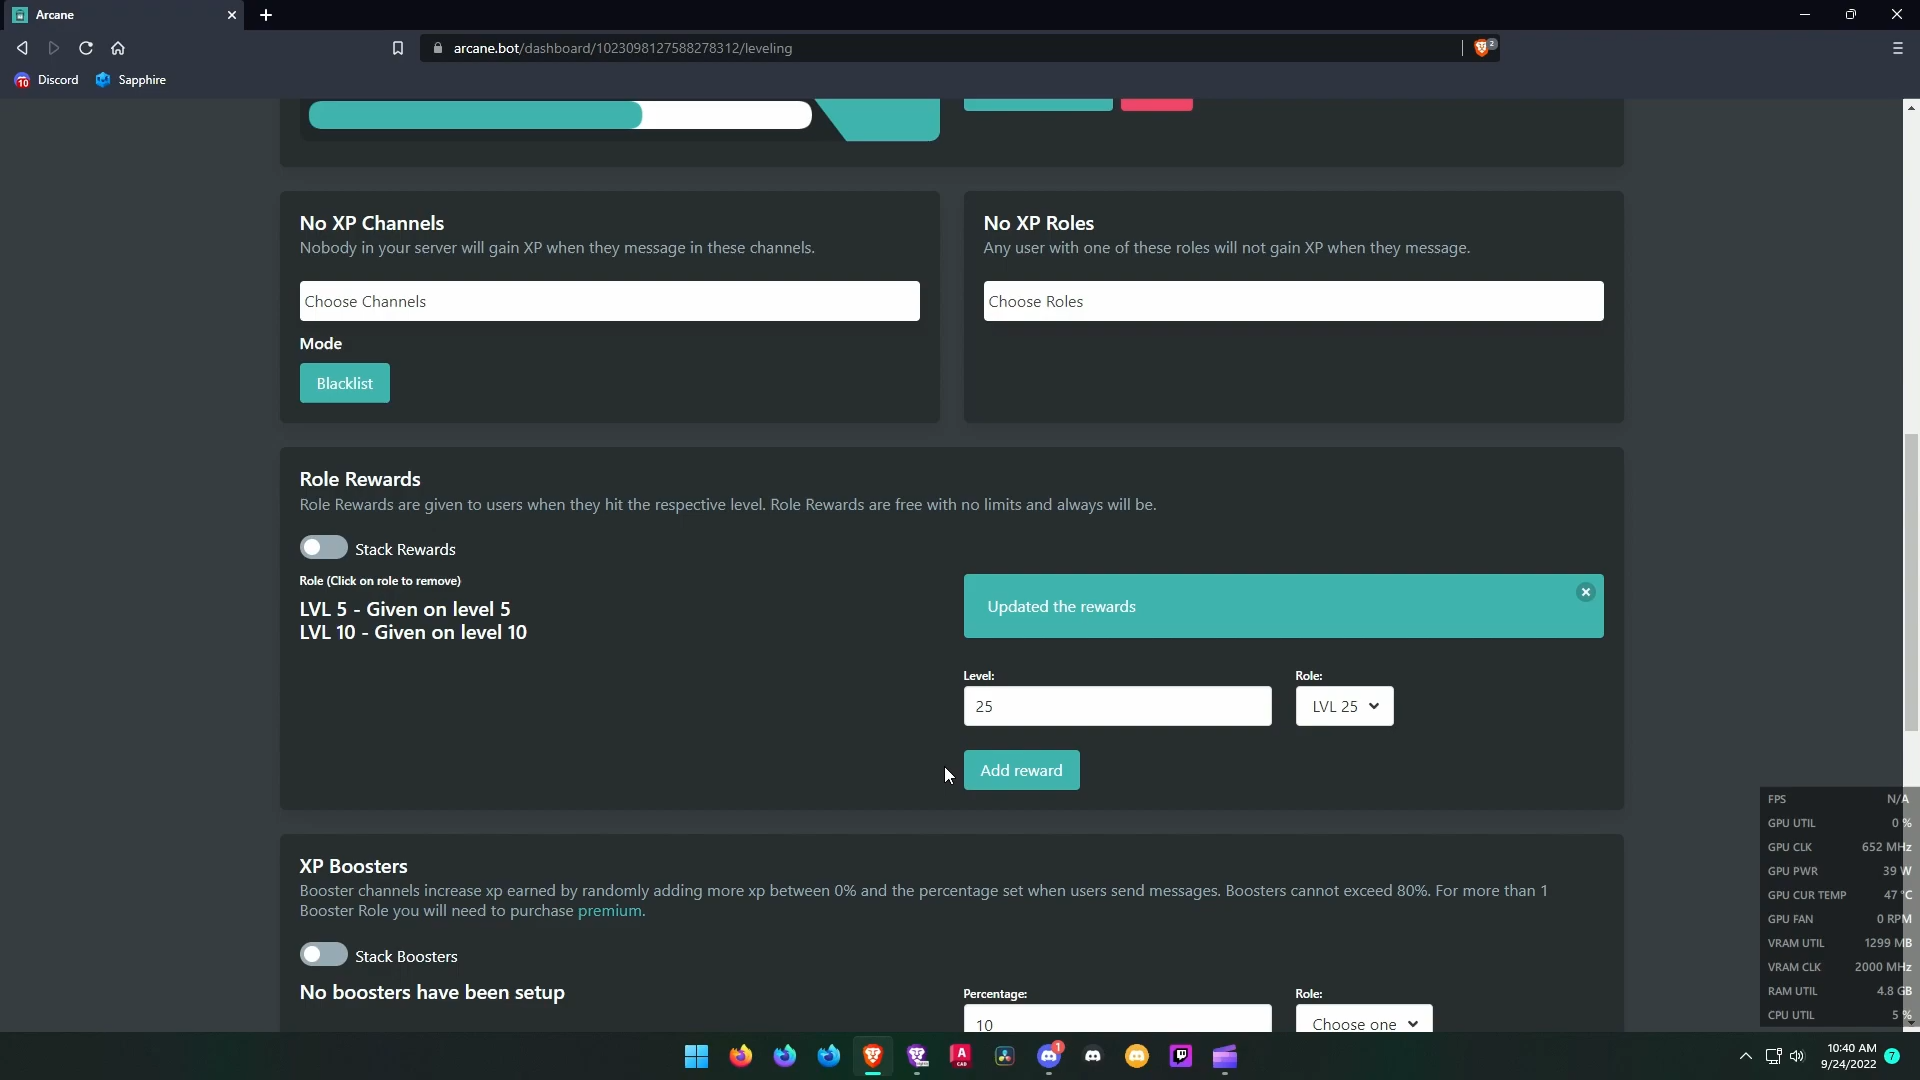 Arcane
arcane.bot/dashboard/1023098127588278312/leveling
2
10 Discord Sapphire
No XP Channels
Nobody in your server will gain XP when they message in these channels.
Choose Channels
Mode
Blacklist
No XP Roles
Any user with one of these roles will not gain XP when they message.
Choose Roles
Role Rewards
Role Rewards are given to users when they hit the respective level. Role Rewards are free with no limits and always will be.
Stack Rewards
Role (Click on role to remove)
LVL 5 - Given on level 5
LVL 10 - Given on level 10
Updated the rewards
Level: Role:
25 LVL 25
Add reward
XP Boosters
Booster channels increase xp earned by randomly adding more xp between 0% and the percentage set when users send messages. Boosters cannot exceed 80%. For more than 1
Booster Role you will need to purchase premium.
Stack Boosters
No boosters have been setup
Percentage: Role:
10 Choose one
FPS N/A
GPU UTIL 0 %
GPU CLK 652 MHz
GPU PWR 39 W
GPU CUR TEMP 47 °C
GPU FAN 0 RPM
VRAM UTIL 1299 MB
VRAM CLK 2000 MHz
RAM UTIL 4.8 GB
CPU UTIL 5 %
A
CAD
1
10:40 AM
9/24/2022
7